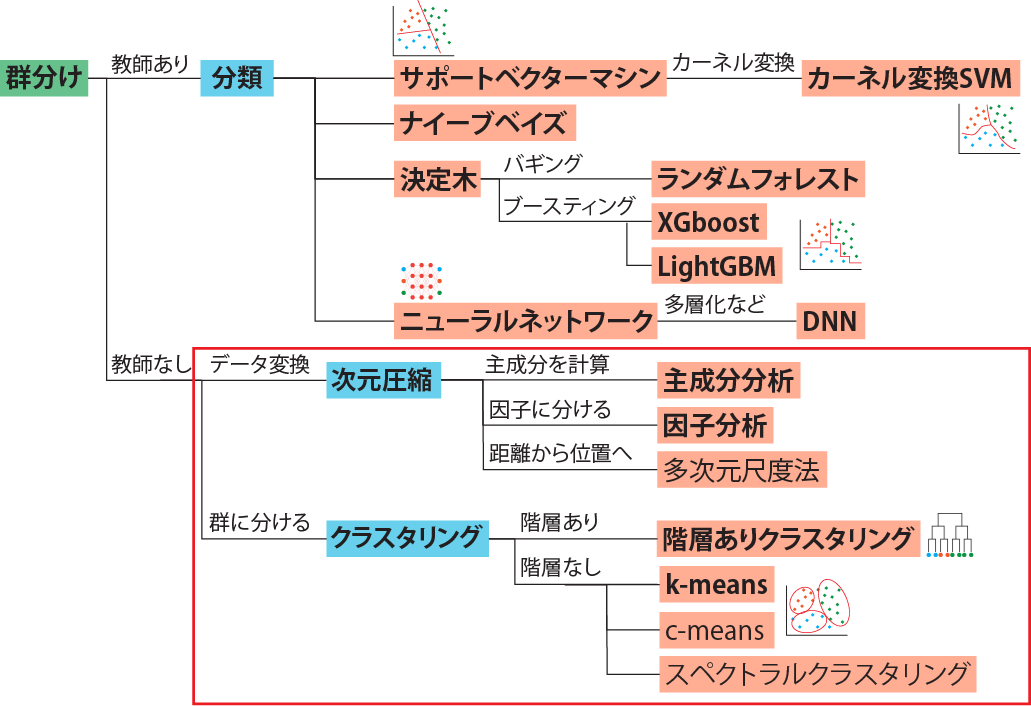 群分け
教師あり
分類
サポートベクターマシン
カーネル変換
カーネル変換SVM
ナイーブベイズ
決定木
バギング
ランダムフォレスト
ブースティング
XGboost
LightGBM
ニューラルネットワーク
多層化など
DNN
教師なし
データ変換
次元圧縮
主成分を計算
主成分分析
因子に分ける
因子分析
距離から位置へ
多次元尺度法
群に分ける
クラスタリング
階層あり
階層ありクラスタリング
階層なし
k-means
c-means
スペクトラルクラスタリング